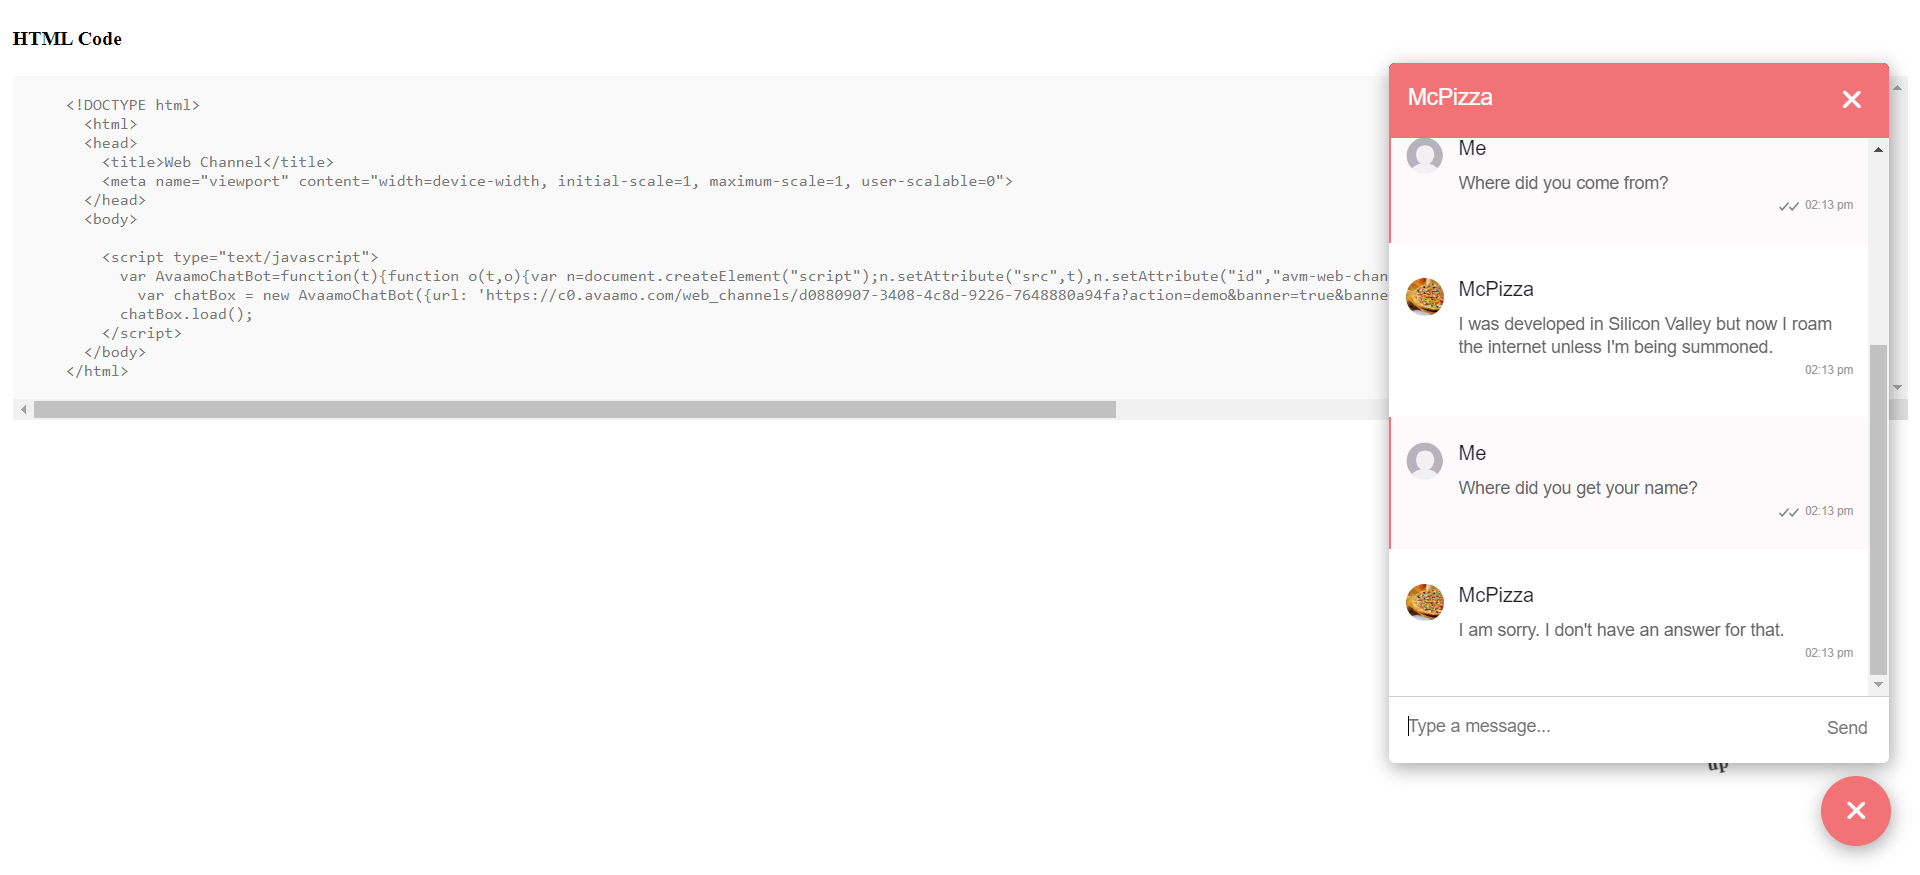 HTML Code
<!DOCTYPE html>
<html>
<head>
<title>Web Channel</title>
<meta name="viewport" content="width=device-width, initial-scale=1, maximum-scale=1, user-scalable=0">
</head>
<body>
<script type="text/javascript">
var AvaamoChatBot=function(t){function o(t,o){var n=document.createElement("script");n.setAttribute("src",t),n.setAttribute("id","avm-web-chan
var chatBox = new AvaamoChatBot({url: 'https://c0.avaamo.com/web_channels/d0880907-3408-4c8d-9226-7648880a94fa?action=demo&banner=true&banne
chatBox.load();
</script>
</body>
</html>
McPizza
Me
Where did you come from?
02:13 pm
McPizza
I was developed in Silicon Valley but now I roam
the internet unless I'm being summoned.
02:13 pm
Me
Where did you get your name?
02:13 pm
McPizza
I am sorry. I don't have an answer for that.
02:13 pm
Type a message...
Send
up